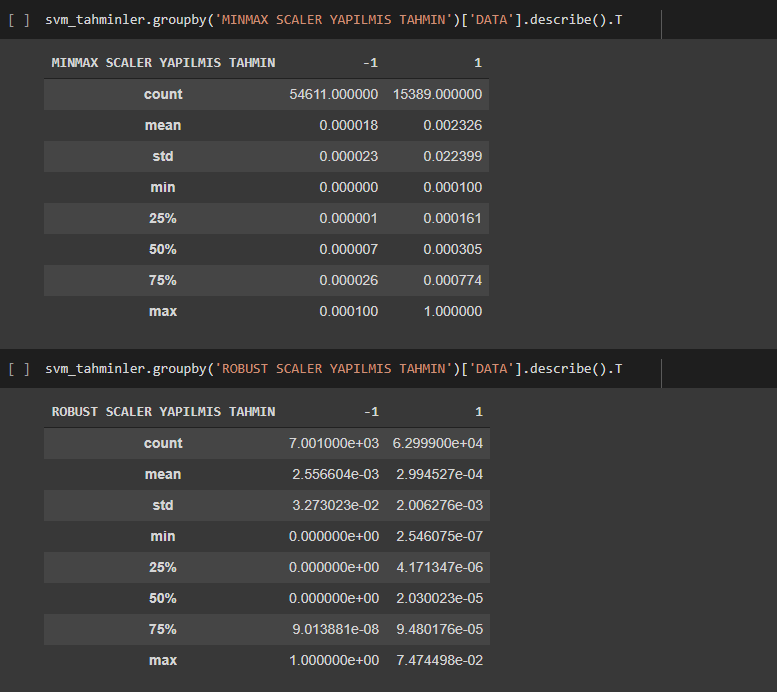 [ ] svm_tahminler.groupby('MINMAX SCALER YAPILMIS TAHMIN')['DATA'].describe().T
MINMAX SCALER YAPILMIS TAHMIN -1 1
count 54611.000000 15389.000000
mean 0.000018 0.002326
std 0.000023 0.022399
min 0.000000 0.000100
25% 0.000001 0.000161
50% 0.000007 0.000305
75% 0.000026 0.000774
max 0.000100 1.000000
[ ] svm_tahminler.groupby('ROBUST SCALER YAPILMIS TAHMIN')['DATA'].describe().T
ROBUST SCALER YAPILMIS TAHMIN -1 1
count 7.001000e+03 6.299900e+04
mean 2.556604e-03 2.994527e-04
std 3.273023e-02 2.006276e-03
min 0.000000e+00 2.546075e-07
25% 0.000000e+00 4.171347e-06
50% 0.000000e+00 2.030023e-05
75% 9.013881e-08 9.480176e-05
max 1.000000e+00 7.474498e-02